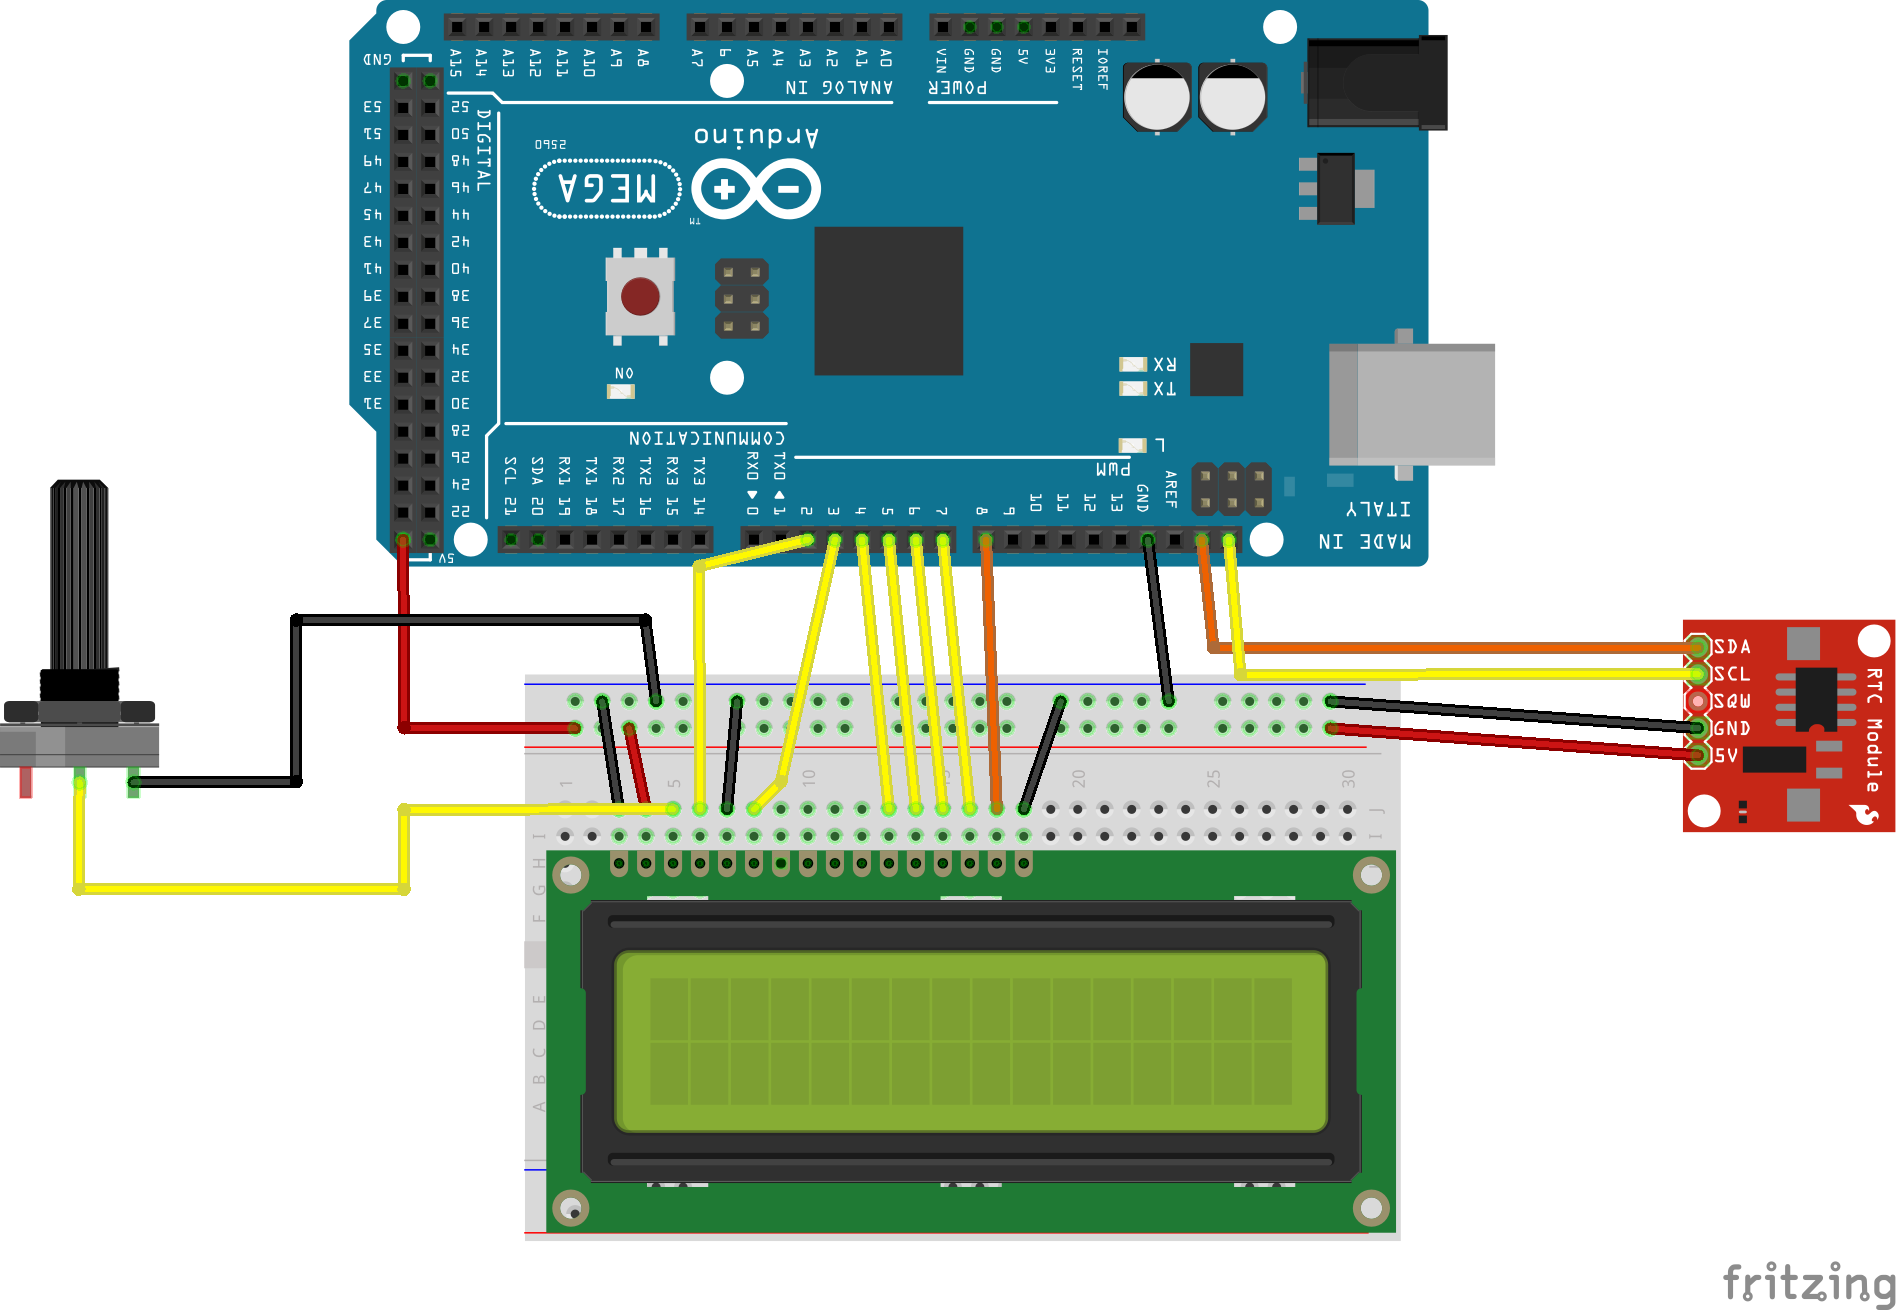 A15 A14 A13 A12 A11 A10 A9 A8
A7 A6 A5 A4 A3 A2 A1 A0
VIN GND GND 5V 3V3 RESET IOREF
GND
ANALOG IN
POWER
53 52
51 50
49 48
47 46
45 44
43 42
41 40
39 38
37 36
35 34
33 32
31 30
28
26
24
22
DIGITAL
2560
Arduino
MEGA
TM
ON
RX
TX
L
COMMUNICATION
PWM
SCL 21
SDA 20
RX1 19
TX1 18
RX2 17
TX2 16
RX3 15
TX3 14
RX0 0
TX0 1
2 3 4 5 6 7
8 9 10 11 12 13 GND AREF
5V
MADE IN
ITALY
SDA
SCL
SQW
GND
5V
RTC Module
1 5 10 15 20 25 30
J
I I
H
G
F
E
D
C
B
A
fritzing